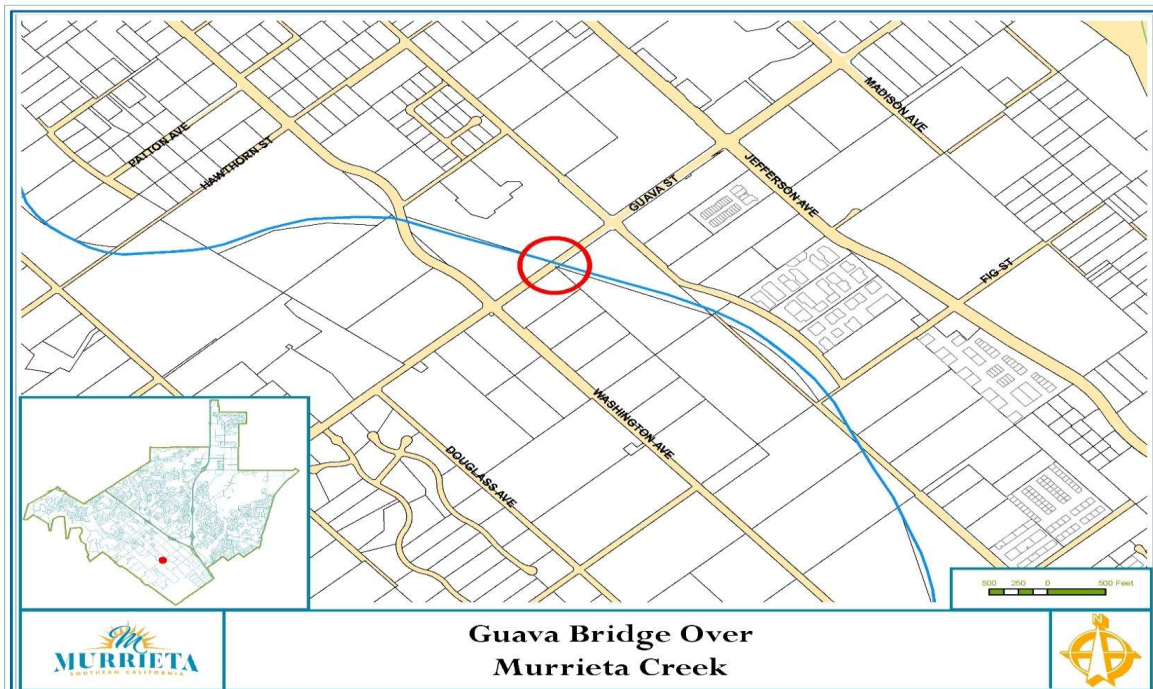 PATTON AVE
HAWTHORN ST
GUAVA ST
MADISON AVE
JEFFERSON AVE
FIG ST
WASHINGTON AVE
DOUGLASS AVE
500 250 0 500 Feet
MURRIETA
SOUTHERN CALIFORNIA
Guava Bridge Over
Murrieta Creek
N